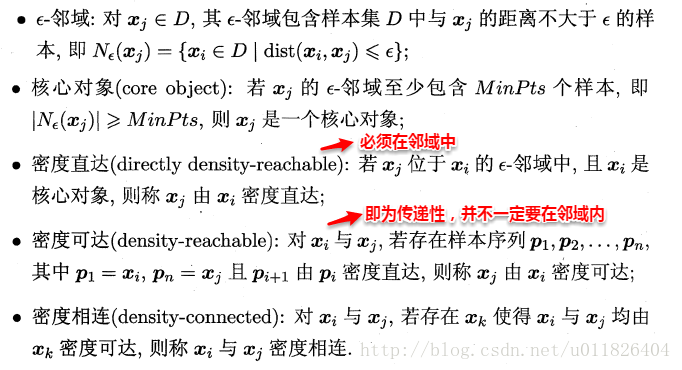 • ϵ-邻域: 对 xⱼ ∈ D, 其 ϵ-邻域包含样本集 D 中与 xⱼ 的距离不大于 ϵ 的样
本, 即 Nϵ(xⱼ) = {xᵢ ∈ D | dist(xᵢ, xⱼ) ⩽ ϵ};
• 核心对象(core object): 若 xⱼ 的 ϵ-邻域至少包含 MinPts 个样本, 即
|Nϵ(xⱼ)| ⩾ MinPts, 则 xⱼ 是一个核心对象;
必须在邻域中
• 密度直达(directly density-reachable): 若 xⱼ 位于 xᵢ 的 ϵ-邻域中, 且 xᵢ 是
核心对象, 则称 xⱼ 由 xᵢ 密度直达;
即为传递性，并不一定要在邻域内
• 密度可达(density-reachable): 对 xᵢ 与 xⱼ, 若存在样本序列 p₁, p₂, . . . , pₙ,
其中 p₁ = xᵢ, pₙ = xⱼ 且 pᵢ₊₁ 由 pᵢ 密度直达, 则称 xⱼ 由 xᵢ 密度可达;
• 密度相连(density-connected): 对 xᵢ 与 xⱼ, 若存在 xₖ 使得 xᵢ 与 xⱼ 均由
xₖ 密度可达, 则称 xᵢ 与 xⱼ 密度相连.
http://blog.csdn.net/u011826404